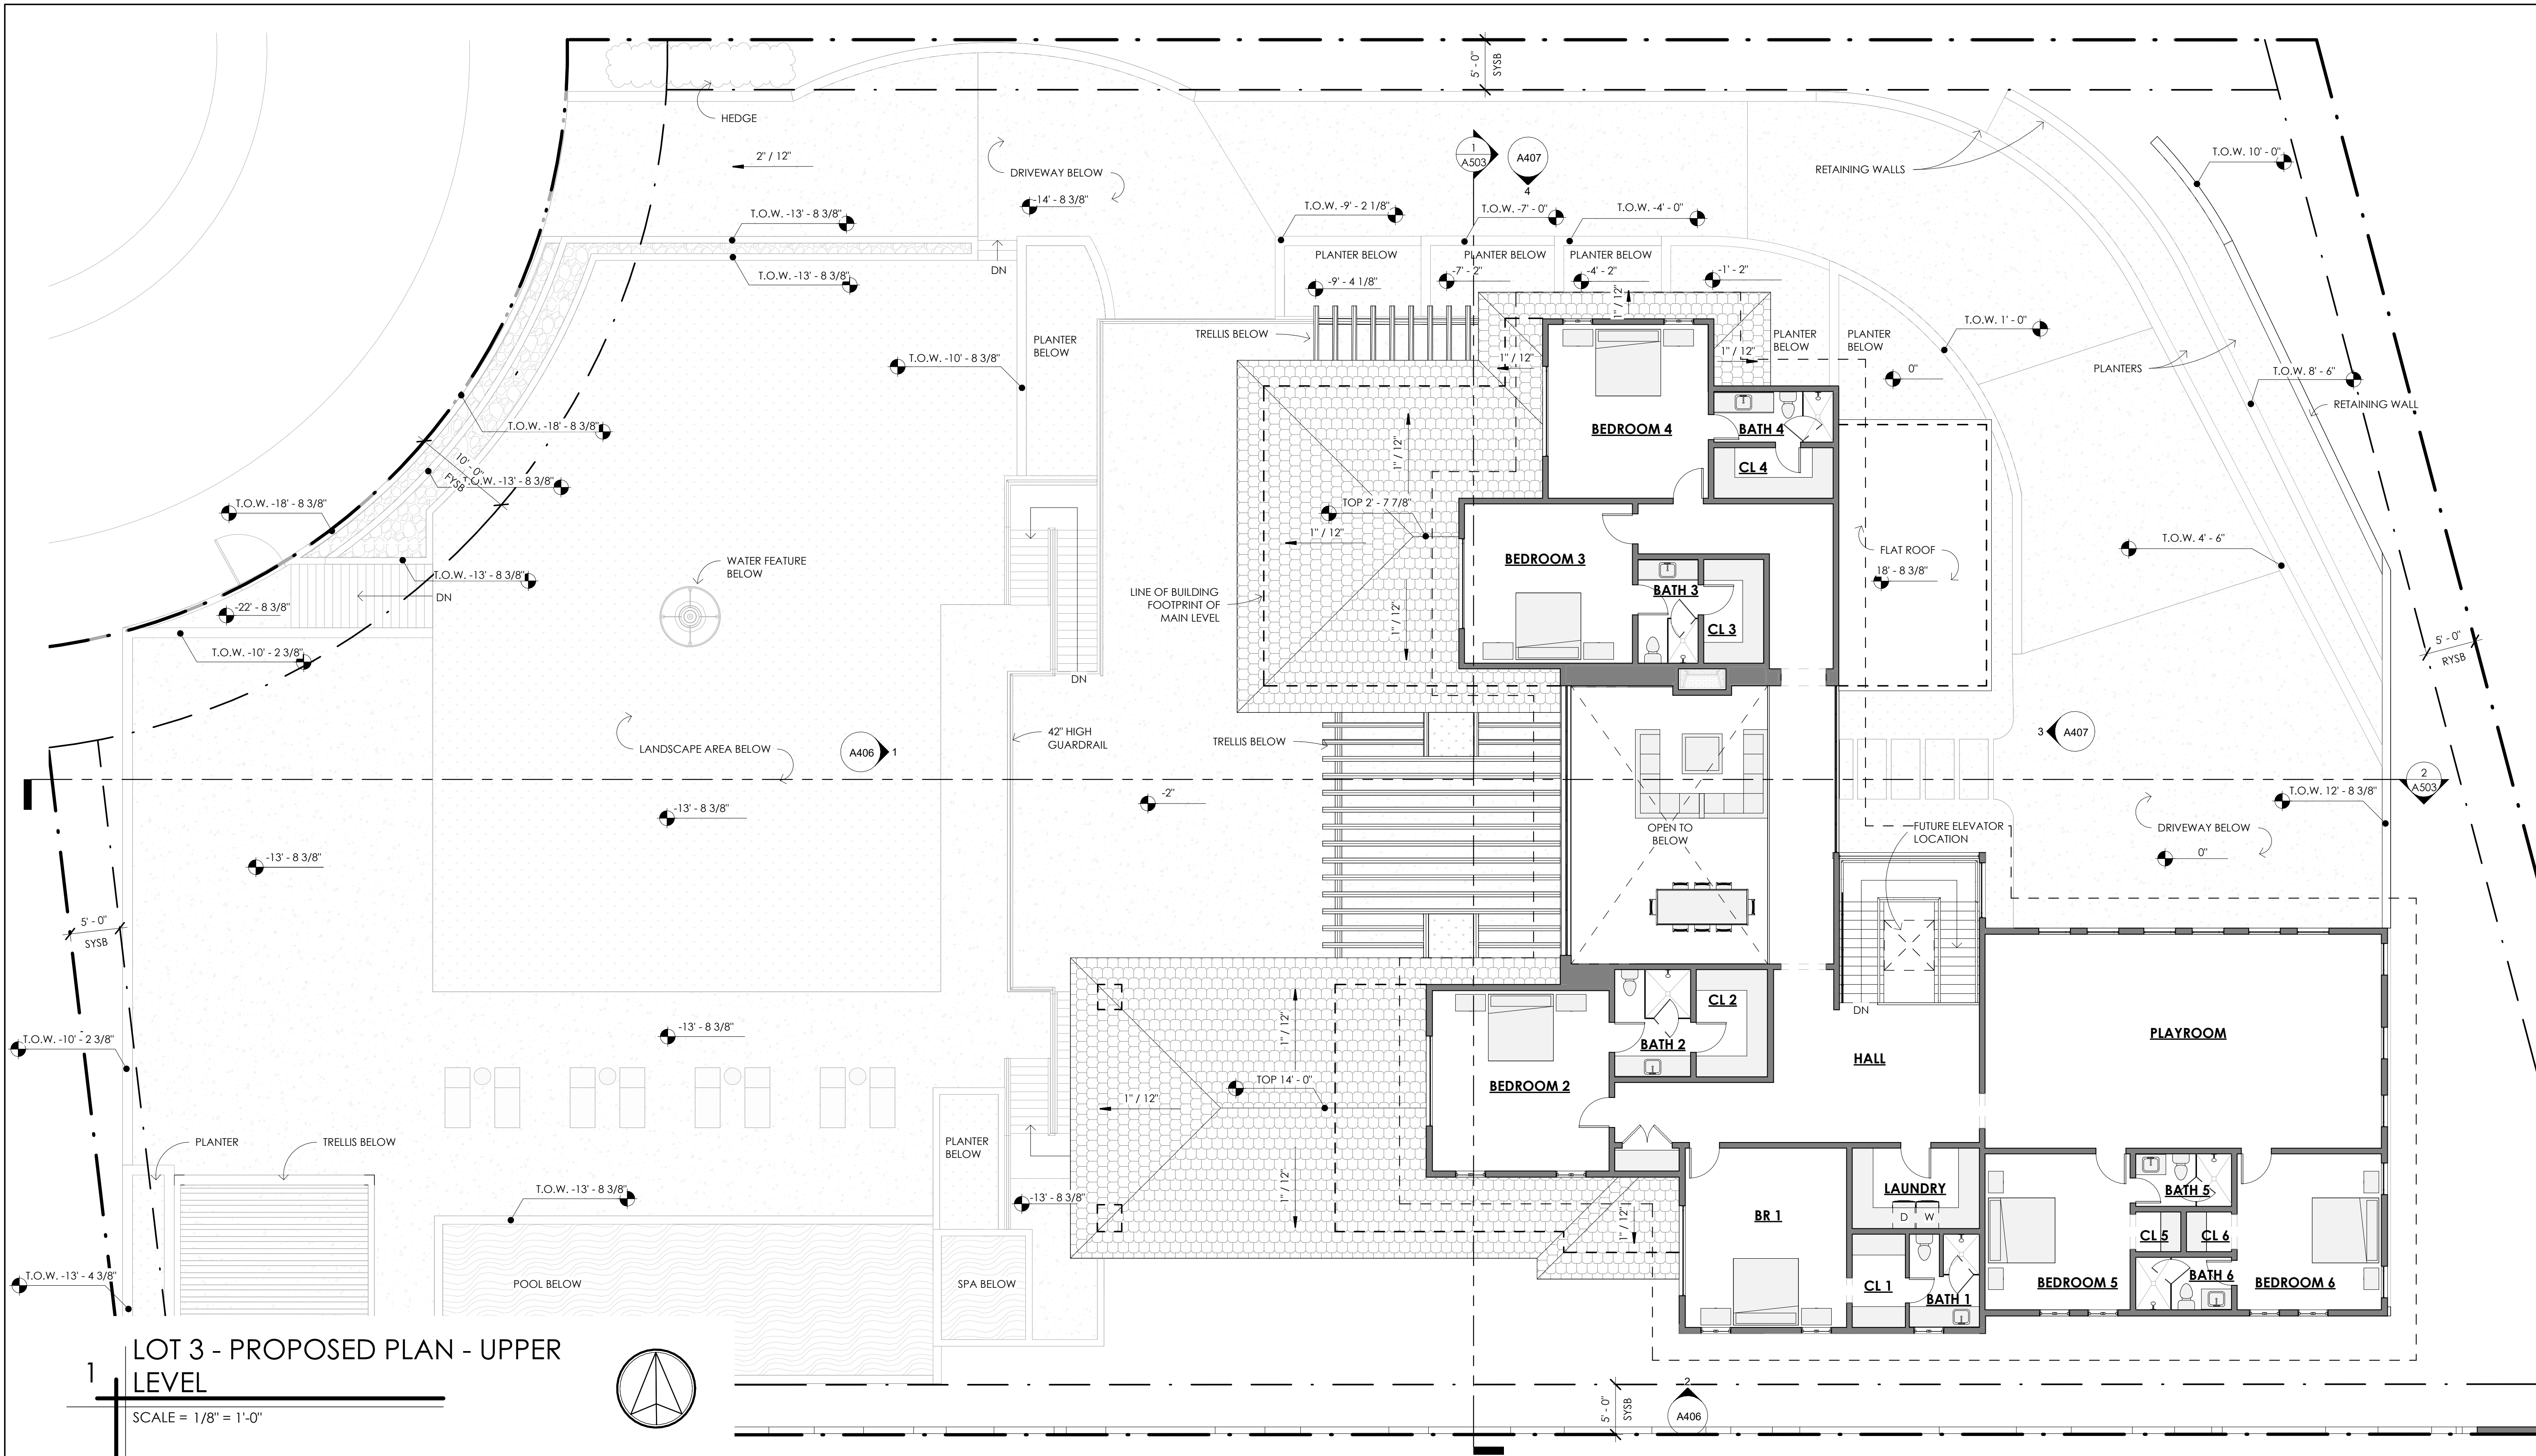 5' - 0"
SYSB
HEDGE
2" / 12"
DRIVEWAY BELOW
-14' - 8 3/8"
1
A503
A407
4
RETAINING WALLS
T.O.W. 10' - 0"
T.O.W. -13' - 8 3/8"
T.O.W. -9' - 2 1/8"
T.O.W. -7' - 0"
T.O.W. -4' - 0"
PLANTER BELOW
PLANTER BELOW
PLANTER BELOW
T.O.W. -13' - 8 3/8"
DN
-9' - 4 1/8"
-7' - 2"
-4' - 2"
-1' - 2"
1" / 12"
TRELLIS BELOW
PLANTER
BELOW
PLANTER
BELOW
PLANTER
BELOW
T.O.W. 1' - 0"
T.O.W. -10' - 8 3/8"
1" / 12"
1" / 12"
0"
PLANTERS
T.O.W. 8' - 6"
RETAINING WALL
T.O.W. -18' - 8 3/8"
BEDROOM 4
BATH 4
CL 4
1" / 12"
10' - 0"
FYSB
T.O.W. -13' - 8 3/8"
T.O.W. -18' - 8 3/8"
TOP 2' - 7 7/8"
1" / 12"
T.O.W. 4' - 6"
FLAT ROOF
18' - 8 3/8"
WATER FEATURE
BELOW
BEDROOM 3
BATH 3
CL 3
T.O.W. -13' - 8 3/8"
DN
-22' - 8 3/8"
LINE OF BUILDING
FOOTPRINT OF
MAIN LEVEL
1" / 12"
T.O.W. -10' - 2 3/8"
5' - 0"
RYSB
DN
42" HIGH
GUARDRAIL
TRELLIS BELOW
LANDSCAPE AREA BELOW
A406
1
3
A407
2
A503
-13' - 8 3/8"
-2"
T.O.W. 12' - 8 3/8"
OPEN TO
BELOW
FUTURE ELEVATOR
LOCATION
DRIVEWAY BELOW
0"
-13' - 8 3/8"
5' - 0"
SYSB
DN
CL 2
BATH 2
HALL
PLAYROOM
-13' - 8 3/8"
T.O.W. -10' - 2 3/8"
1" / 12"
TOP 14' - 0"
BEDROOM 2
1" / 12"
PLANTER
TRELLIS BELOW
PLANTER
BELOW
T.O.W. -13' - 8 3/8"
-13' - 8 3/8"
1" / 12"
1" / 12"
BR 1
LAUNDRY
D
W
BATH 5
CL 5
CL 6
BATH 6
BEDROOM 5
BEDROOM 6
CL 1
BATH 1
T.O.W. -13' - 4 3/8"
POOL BELOW
SPA BELOW
1
LOT 3 - PROPOSED PLAN - UPPER
LEVEL
SCALE = 1/8" = 1'-0"
5' - 0"
SYSB
2
A406